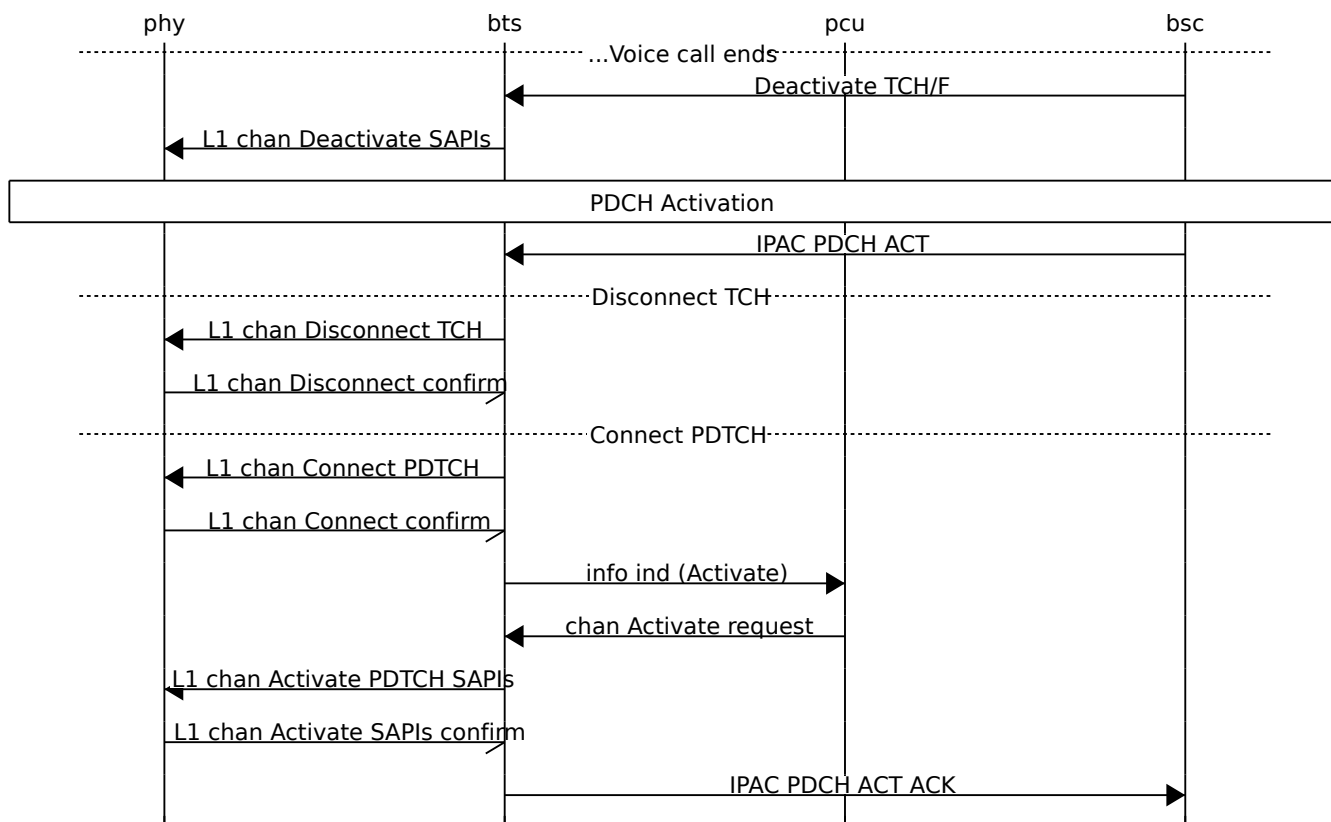 phy bts pcu bsc
...Voice call ends
Deactivate TCH/F
L1 chan Deactivate SAPIs
PDCH Activation
IPAC PDCH ACT
Disconnect TCH
L1 chan Disconnect TCH
L1 chan Disconnect confirm
Connect PDTCH
L1 chan Connect PDTCH
L1 chan Connect confirm
info ind (Activate)
chan Activate request
L1 chan Activate PDTCH SAPIs
L1 chan Activate SAPIs confirm
IPAC PDCH ACT ACK